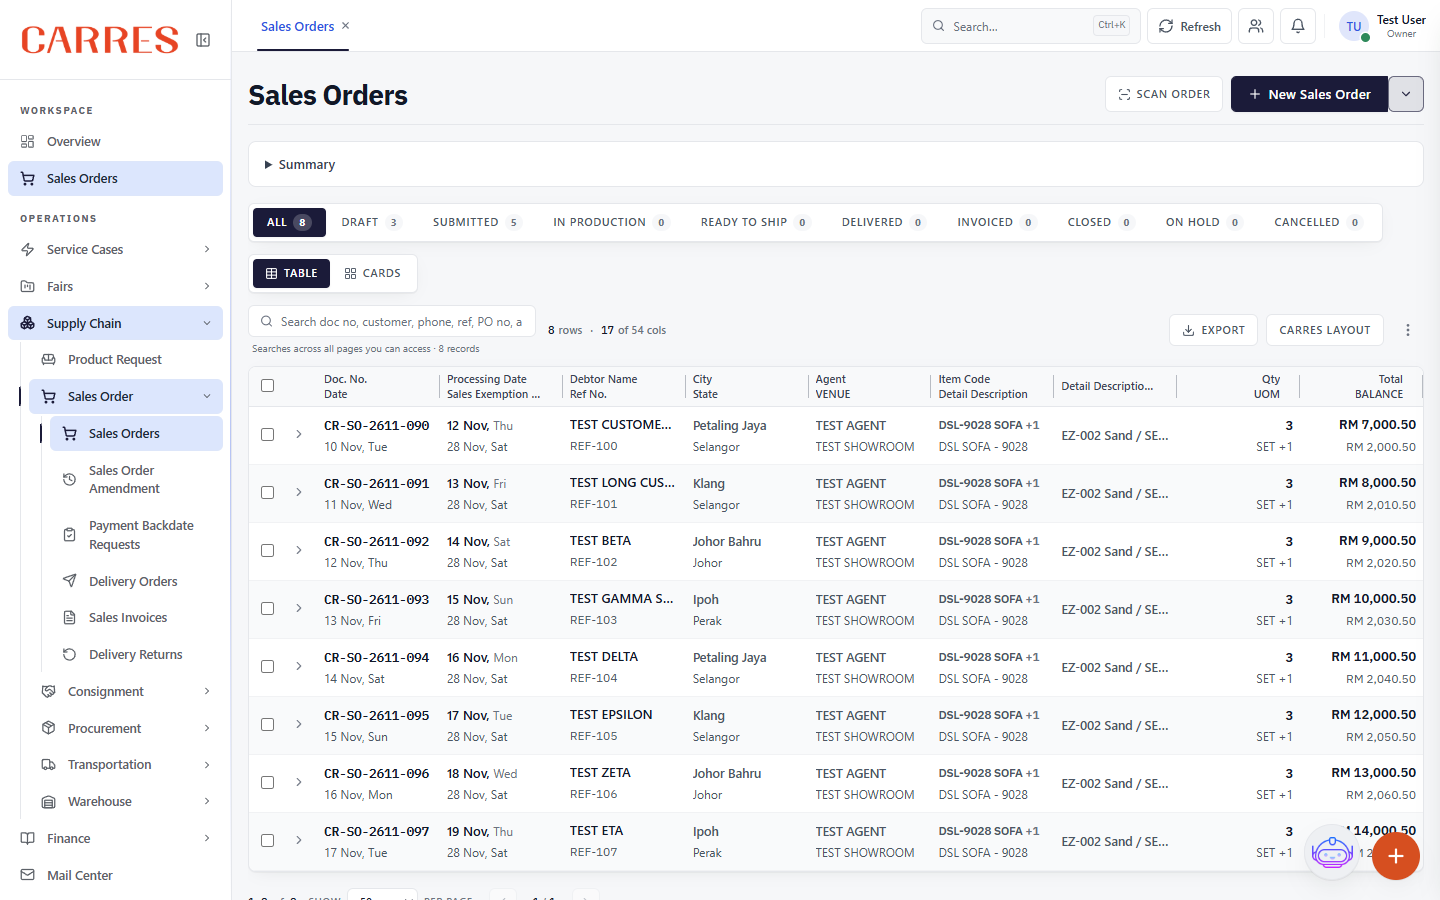 CARRES
WORKSPACE
Overview
Sales Orders
OPERATIONS
Service Cases
Fairs
Supply Chain
Product Request
Sales Order
Sales Orders
Sales Order
Amendment
Payment Backdate
Requests
Delivery Orders
Sales Invoices
Delivery Returns
Consignment
Procurement
Transportation
Warehouse
Finance
Mail Center
Sales Orders ×
Search... Ctrl+K
Refresh
TU Test User
Owner
Sales Orders
SCAN ORDER
+ New Sales Order
Summary
ALL 8 DRAFT 3 SUBMITTED 5 IN PRODUCTION 0 READY TO SHIP 0 DELIVERED 0 INVOICED 0 CLOSED 0 ON HOLD 0 CANCELLED 0
TABLE CARDS
Search doc no, customer, phone, ref, PO no, a
8 rows · 17 of 54 cols
EXPORT CARRES LAYOUT
Searches across all pages you can access · 8 records
Doc. No. Processing Date Debtor Name City Agent Item Code Detail Descriptio... Qty Total
Date Sales Exemption ... Ref No. State VENUE Detail Description UOM BALANCE
CR-SO-2611-090 12 Nov, Thu TEST CUSTOME... Petaling Jaya TEST AGENT DSL-9028 SOFA +1 EZ-002 Sand / SE... 3 RM 7,000.50
10 Nov, Tue 28 Nov, Sat REF-100 Selangor TEST SHOWROOM DSL SOFA - 9028 SET +1 RM 2,000.50
CR-SO-2611-091 13 Nov, Fri TEST LONG CUS... Klang TEST AGENT DSL-9028 SOFA +1 EZ-002 Sand / SE... 3 RM 8,000.50
11 Nov, Wed 28 Nov, Sat REF-101 Selangor TEST SHOWROOM DSL SOFA - 9028 SET +1 RM 2,010.50
CR-SO-2611-092 14 Nov, Sat TEST BETA Johor Bahru TEST AGENT DSL-9028 SOFA +1 EZ-002 Sand / SE... 3 RM 9,000.50
12 Nov, Thu 28 Nov, Sat REF-102 Johor TEST SHOWROOM DSL SOFA - 9028 SET +1 RM 2,020.50
CR-SO-2611-093 15 Nov, Sun TEST GAMMA S... Ipoh TEST AGENT DSL-9028 SOFA +1 EZ-002 Sand / SE... 3 RM 10,000.50
13 Nov, Fri 28 Nov, Sat REF-103 Perak TEST SHOWROOM DSL SOFA - 9028 SET +1 RM 2,030.50
CR-SO-2611-094 16 Nov, Mon TEST DELTA Petaling Jaya TEST AGENT DSL-9028 SOFA +1 EZ-002 Sand / SE... 3 RM 11,000.50
14 Nov, Sat 28 Nov, Sat REF-104 Selangor TEST SHOWROOM DSL SOFA - 9028 SET +1 RM 2,040.50
CR-SO-2611-095 17 Nov, Tue TEST EPSILON Klang TEST AGENT DSL-9028 SOFA +1 EZ-002 Sand / SE... 3 RM 12,000.50
15 Nov, Sun 28 Nov, Sat REF-105 Selangor TEST SHOWROOM DSL SOFA - 9028 SET +1 RM 2,050.50
CR-SO-2611-096 18 Nov, Wed TEST ZETA Johor Bahru TEST AGENT DSL-9028 SOFA +1 EZ-002 Sand / SE... 3 RM 13,000.50
16 Nov, Mon 28 Nov, Sat REF-106 Johor TEST SHOWROOM DSL SOFA - 9028 SET +1 RM 2,060.50
CR-SO-2611-097 19 Nov, Thu TEST ETA Ipoh TEST AGENT DSL-9028 SOFA +1 EZ-002 Sand / SE... 3 14,000.50
17 Nov, Tue 28 Nov, Sat REF-107 Perak TEST SHOWROOM DSL SOFA - 9028 SET +1